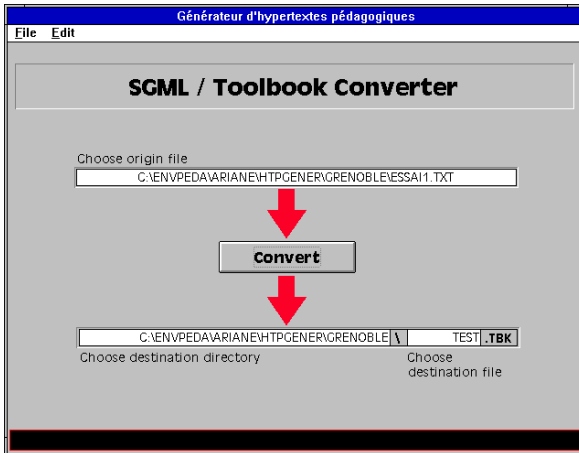 Générateur d'hypertextes pédagogiques
File Edit
SGML / Toolbook Converter
Choose origin file
C:\ENVPEDA\ARIANE\HTPGENER\GRENOBLE\ESSAI1.TXT
Convert
C:\ENVPEDA\ARIANE\HTPGENER\GRENOBLE \ TEST .TBK
Choose destination directory Choose
destination file